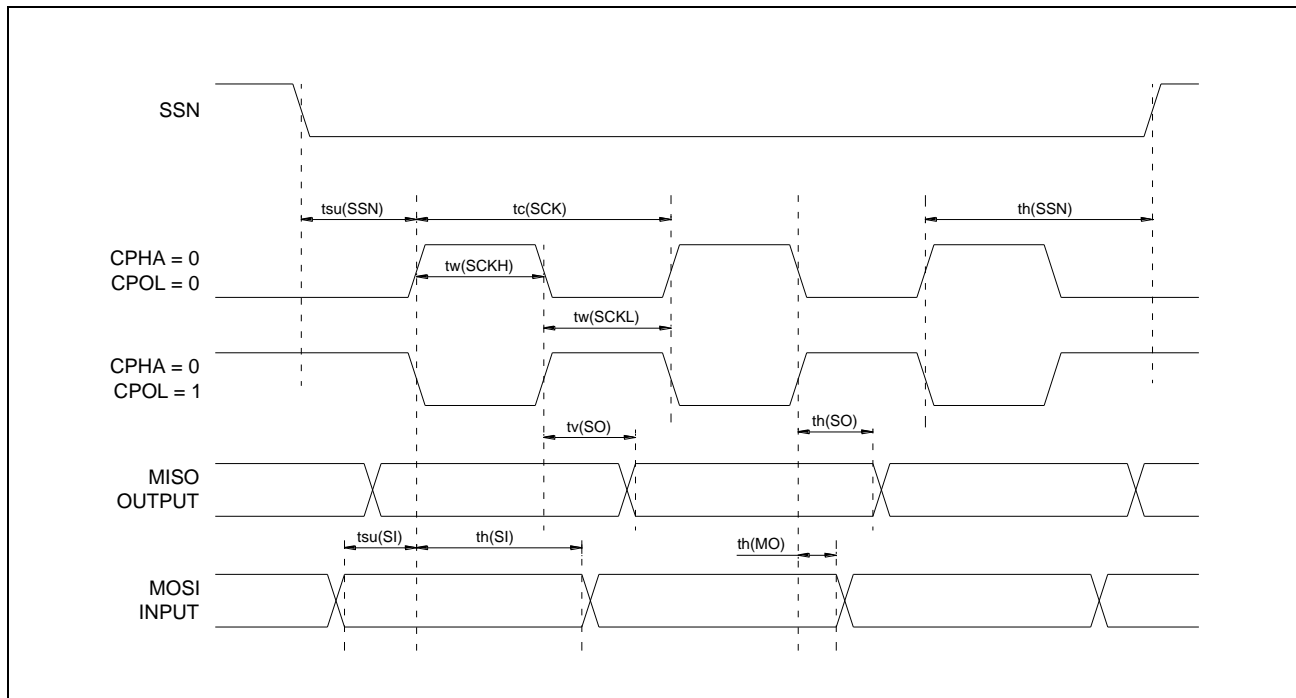 SSN
tsu(SSN)
tc(SCK)
th(SSN)
CPHA = 0
CPOL = 0
tw(SCKH)
tw(SCKL)
CPHA = 0
CPOL = 1
tv(SO)
th(SO)
MISO
OUTPUT
tsu(SI)
th(SI)
th(MO)
MOSI
INPUT